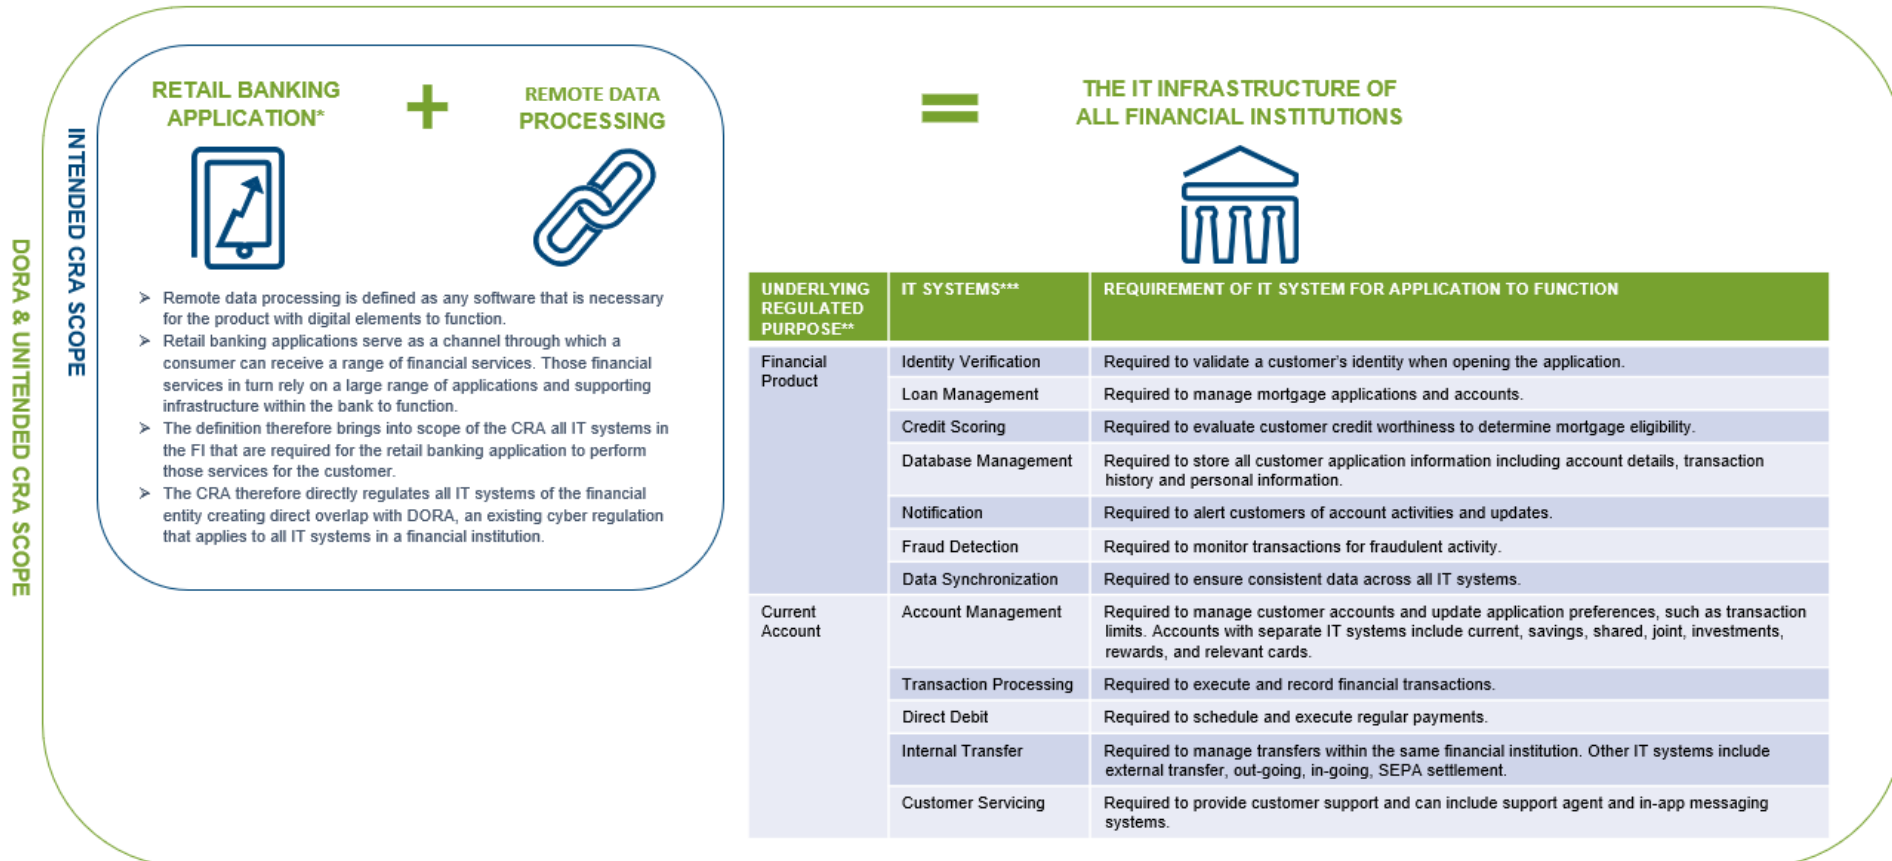 DORA & UNITENDED CRA SCOPE
INTENDED CRA SCOPE
RETAIL BANKING
APPLICATION*
+
REMOTE DATA
PROCESSING
=
THE IT INFRASTRUCTURE OF
ALL FINANCIAL INSTITUTIONS
➢ Remote data processing is defined as any software that is necessary
for the product with digital elements to function.
➢ Retail banking applications serve as a channel through which a
consumer can receive a range of financial services. Those financial
services in turn rely on a large range of applications and supporting
infrastructure within the bank to function.
➢ The definition therefore brings into scope of the CRA all IT systems in
the FI that are required for the retail banking application to perform
those services for the customer.
➢ The CRA therefore directly regulates all IT systems of the financial
entity creating direct overlap with DORA, an existing cyber regulation
that applies to all IT systems in a financial institution.
UNDERLYING
REGULATED
PURPOSE**
IT SYSTEMS***
REQUIREMENT OF IT SYSTEM FOR APPLICATION TO FUNCTION
Financial
Product
Identity Verification
Required to validate a customer's identity when opening the application.
Loan Management
Required to manage mortgage applications and accounts.
Credit Scoring
Required to evaluate customer credit worthiness to determine mortgage eligibility.
Database Management
Required to store all customer application information including account details, transaction
history and personal information.
Notification
Required to alert customers of account activities and updates.
Fraud Detection
Required to monitor transactions for fraudulent activity.
Data Synchronization
Required to ensure consistent data across all IT systems.
Current
Account
Account Management
Required to manage customer accounts and update application preferences, such as transaction
limits. Accounts with separate IT systems include current, savings, shared, joint, investments,
rewards, and relevant cards.
Transaction Processing
Required to execute and record financial transactions.
Direct Debit
Required to schedule and execute regular payments.
Internal Transfer
Required to manage transfers within the same financial institution. Other IT systems include
external transfer, out-going, in-going, SEPA settlement.
Customer Servicing
Required to provide customer support and can include support agent and in-app messaging
systems.